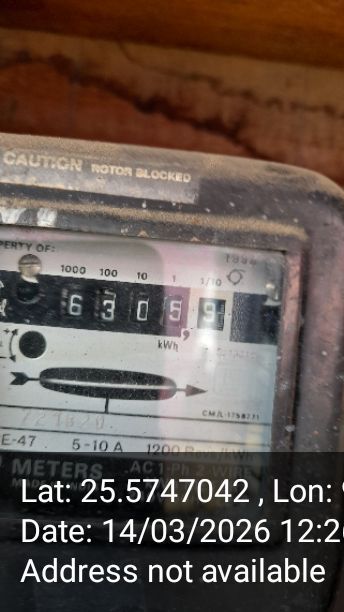 CAUTION ROTOR BLOCKED
PERTY OF:
1000 100 10 1 1/10
6 3 0 5 9
kWh
CM/L-1758771
E-47 5-10 A 1200
METERS AC 1-Ph. 2-WIRE
Lat: 25.5747042 , Lon:
Date: 14/03/2026 12:26
Address not available